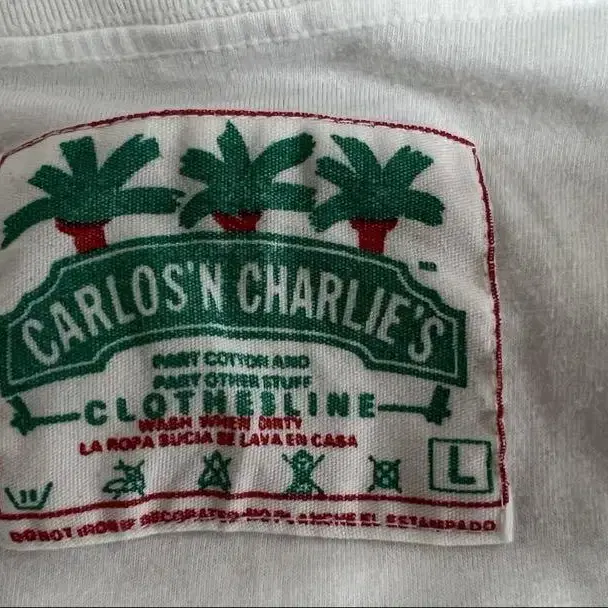 CARLOS'N CHARLIE'S
PART COTTON AND
PART OTHER STUFF
CLOTHESLINE
WASH WHEN DIRTY
LA ROPA SUCIA SE LAVA EN CASA
L
DO NOT IRON IF DECORATED-NO PLANCHE EL ESTAMPADO